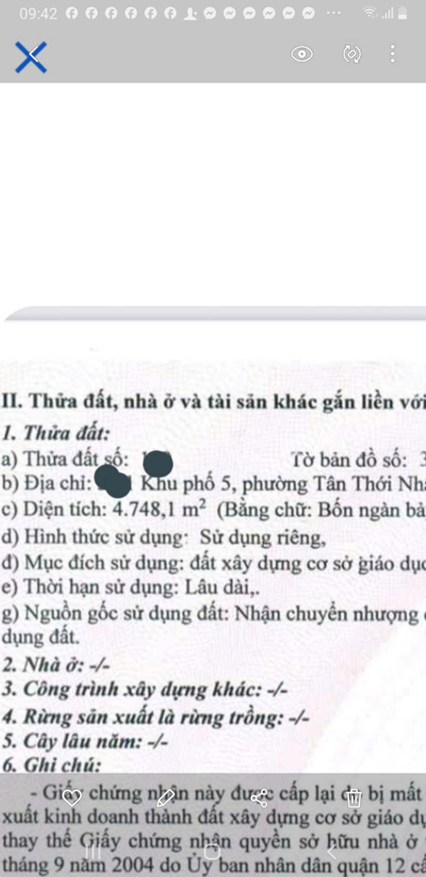 09:42
II. Thửa đất, nhà ở và tài sản khác gắn liền với
1. Thửa đất:
a) Thửa đất số: Tờ bản đồ số: 3
b) Địa chỉ: Khu phố 5, phường Tân Thới Nh
c) Diện tích: 4.748,1 m² (Bằng chữ: Bốn ngàn bả
d) Hình thức sử dụng: Sử dụng riêng,
đ) Mục đích sử dụng: đất xây dựng cơ sở giáo dục
e) Thời hạn sử dụng: Lâu dài,.
g) Nguồn gốc sử dụng đất: Nhận chuyển nhượng
dụng đất.
2. Nhà ở: -/-
3. Công trình xây dựng khác: -/-
4. Rừng sản xuất là rừng trồng: -/-
5. Cây lâu năm: -/-
6. Ghi chú:
- Giấy chứng nhận này được cấp lại do bị mất
xuất kinh doanh thành đất xây dựng cơ sở giáo dụ
thay thế Giấy chứng nhận quyền sở hữu nhà ở
tháng 9 năm 2004 do Ủy ban nhân dân quận 12 cấ